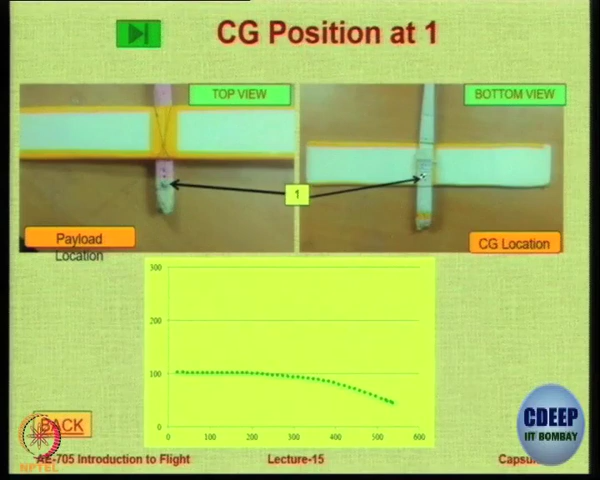 CG Position at 1
TOP VIEW
BOTTOM VIEW
1
Payload
Location
CG Location
300
200
100
0
0 100 200 300 400 500 600
BACK
CDEEP
IIT BOMBAY
NPTEL
AE-705 Introduction to Flight
Lecture-15